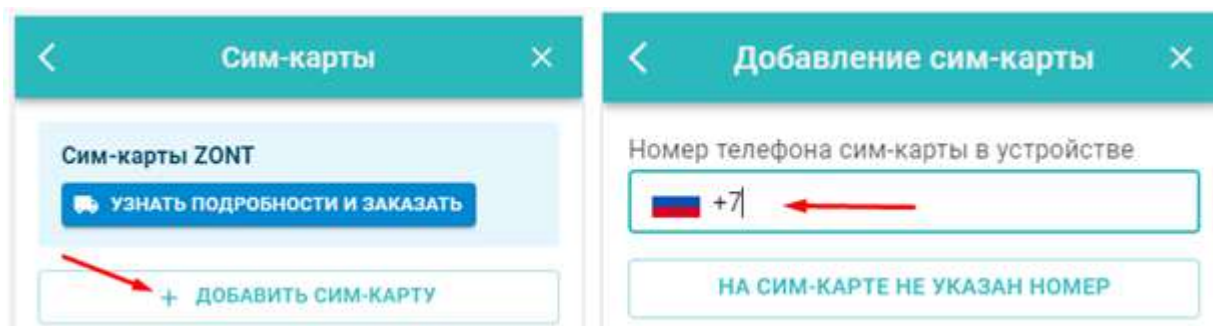 Сим-карты
Сим-карты ZONT
УЗНАТЬ ПОДРОБНОСТИ И ЗАКАЗАТЬ
+ ДОБАВИТЬ СИМ-КАРТУ
Добавление сим-карты
Номер телефона сим-карты в устройстве
+7
НА СИМ-КАРТЕ НЕ УКАЗАН НОМЕР